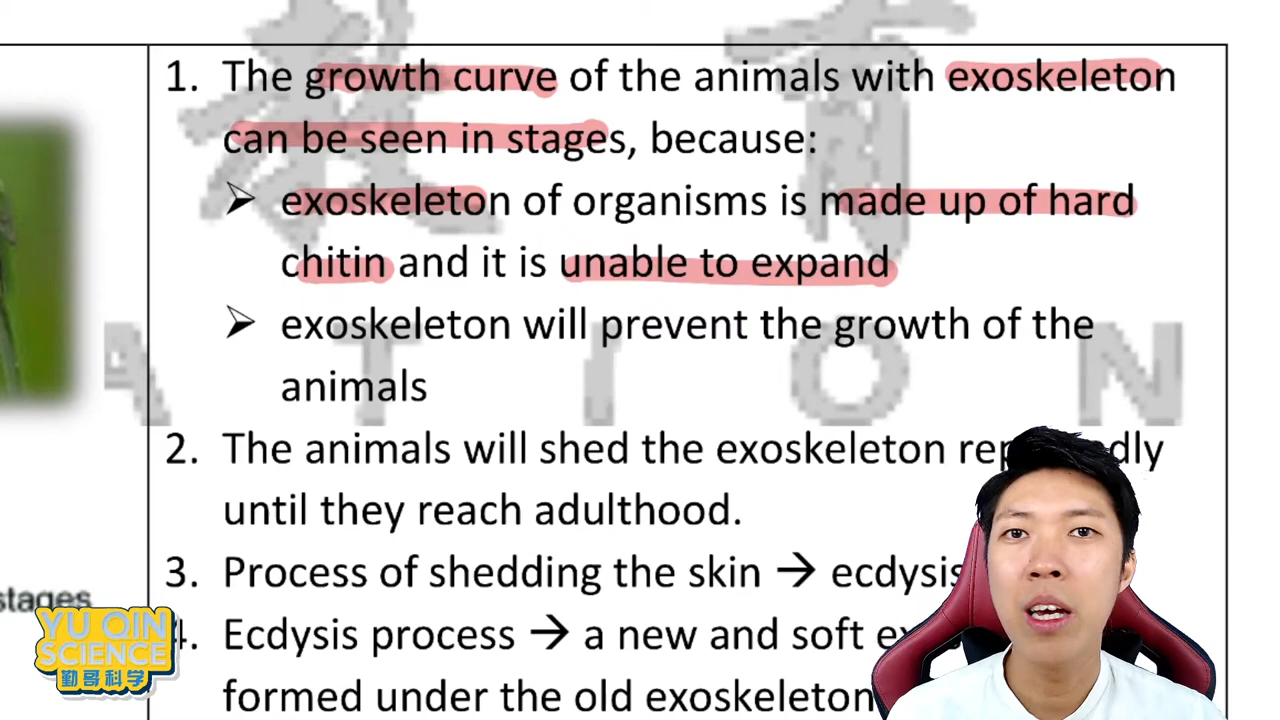 1. The growth curve of the animals with exoskeleton
can be seen in stages, because:
➢ exoskeleton of organisms is made up of hard
chitin and it is unable to expand
➢ exoskeleton will prevent the growth of the
animals
2. The animals will shed the exoskeleton
until they reach adulthood.
3. Process of shedding the skin → ecdysis
4. Ecdysis process → a new and soft
formed under the old exoskeleton
stages
YU QIN
SCIENCE
勤哥科学
A T I O N
育